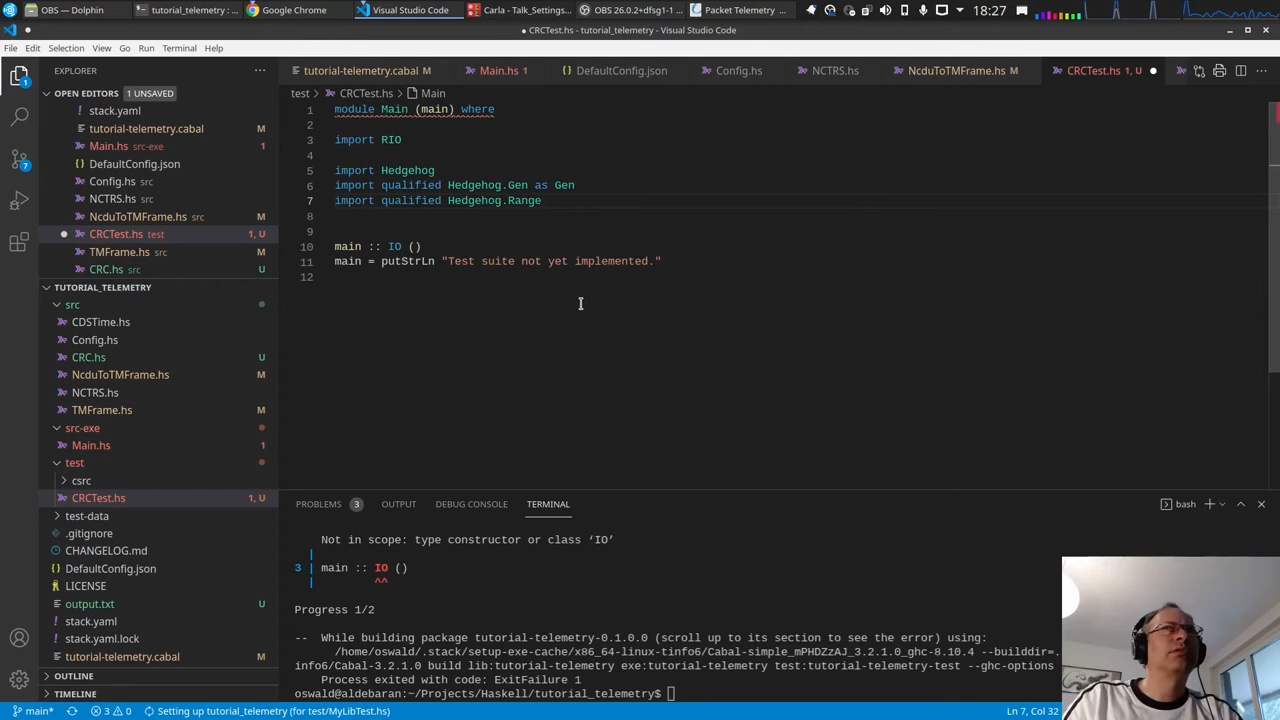 OBS — Dolphin
tutorial_telemetry : ...
Google Chrome
Visual Studio Code
Carla - Talk_Settings...
OBS 26.0.2+dfsg1-1 ...
Packet Telemetry ...
18:27
● CRCTest.hs - tutorial_telemetry - Visual Studio Code
File Edit Selection View Go Run Terminal Help
EXPLORER ...
tutorial-telemetry.cabal M
Main.hs 1
DefaultConfig.json
Config.hs
NCTRS.hs
NcduToTMFrame.hs M
CRCTest.hs 1, U
OPEN EDITORS 1 UNSAVED
stack.yaml
tutorial-telemetry.cabal M
Main.hs src-exe 1
DefaultConfig.json
Config.hs src
NCTRS.hs src
NcduToTMFrame.hs src M
CRCTest.hs test 1, U
TMFrame.hs src M
CRC.hs src U
TUTORIAL_TELEMETRY
src
CDSTime.hs
Config.hs
CRC.hs U
NcduToTMFrame.hs M
NCTRS.hs
TMFrame.hs M
src-exe
Main.hs 1
test
csrc
CRCTest.hs 1, U
test-data
.gitignore
CHANGELOG.md
DefaultConfig.json
LICENSE
output.txt U
stack.yaml
stack.yaml.lock
tutorial-telemetry.cabal M
OUTLINE
TIMELINE
test > CRCTest.hs > Main
1 module Main (main) where
2
3 import RIO
4
5 import Hedgehog
6 import qualified Hedgehog.Gen as Gen
7 import qualified Hedgehog.Range
8
9
10 main :: IO ()
11 main = putStrLn "Test suite not yet implemented."
12
PROBLEMS 3 OUTPUT DEBUG CONSOLE TERMINAL
bash
Not in scope: type constructor or class ‘IO’
|
3 | main :: IO ()
| ^^
Progress 1/2
-- While building package tutorial-telemetry-0.1.0.0 (scroll up to its section to see the error) using:
/home/oswald/.stack/setup-exe-cache/x86_64-linux-tinfo6/Cabal-simple_mPHDZzAJ_3.2.1.0_ghc-8.10.4 --builddir=.
info6/Cabal-3.2.1.0 build lib:tutorial-telemetry exe:tutorial-telemetry test:tutorial-telemetry-test --ghc-options
Process exited with code: ExitFailure 1
oswald@aldebaran:~/Projects/Haskell/tutorial_telemetry$
main* 3 0 Setting up tutorial_telemetry (for test/MyLibTest.hs)
Ln 7, Col 32